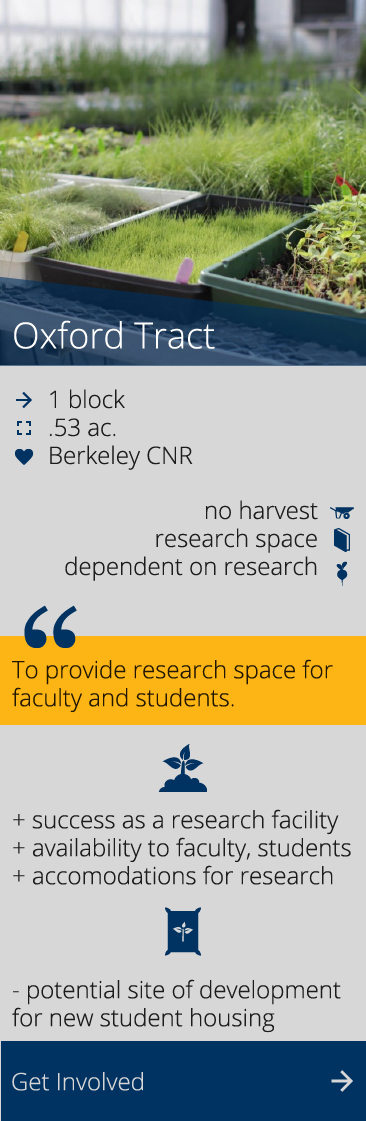 Oxford Tract
1 block
.53 ac.
Berkeley CNR
no harvest
research space
dependent on research
“
To provide research space for
faculty and students.
+ success as a research facility
+ availability to faculty, students
+ accomodations for research
- potential site of development
for new student housing
Get Involved